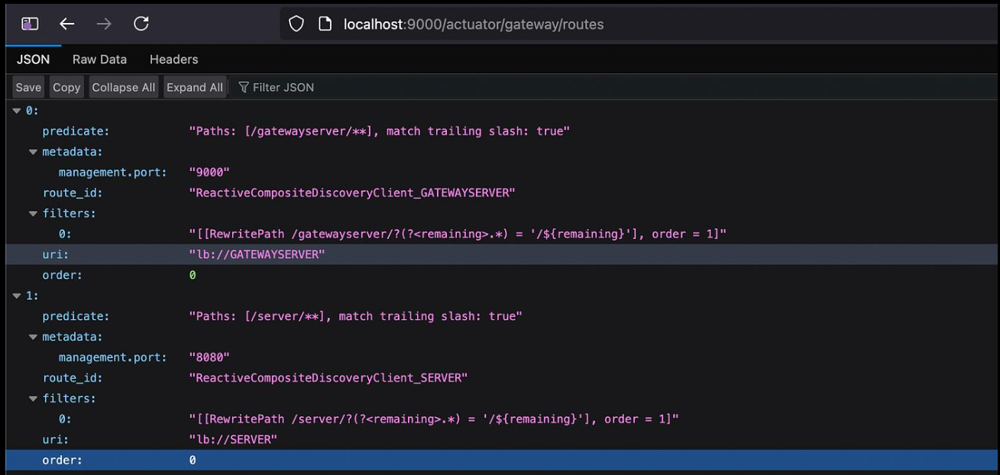 localhost:9000/actuator/gateway/routes
JSON Raw Data Headers
Save Copy Collapse All Expand All Filter JSON
0:
predicate: "Paths: [/gatewayserver/**], match trailing slash: true"
metadata:
management.port: "9000"
route_id: "ReactiveCompositeDiscoveryClient_GATEWAYSERVER"
filters:
0: "[[RewritePath /gatewayserver/?(?<remaining>.*) = '/${remaining}'], order = 1]"
uri: "lb://GATEWAYSERVER"
order: 0
1:
predicate: "Paths: [/server/**], match trailing slash: true"
metadata:
management.port: "8080"
route_id: "ReactiveCompositeDiscoveryClient_SERVER"
filters:
0: "[[RewritePath /server/?(?<remaining>.*) = '/${remaining}'], order = 1]"
uri: "lb://SERVER"
order: 0